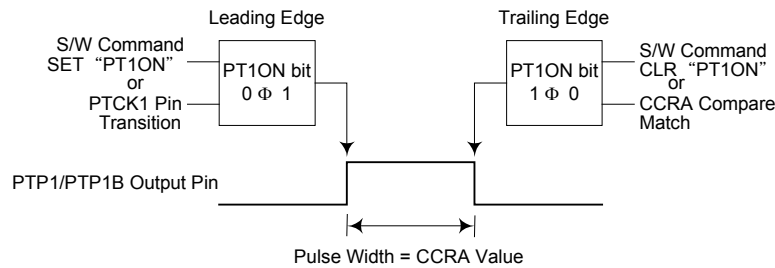 Leading Edge
S/W Command
SET “PT1ON”
or
PTCK1 Pin
Transition
PT1ON bit
0 Φ 1
Trailing Edge
PT1ON bit
1 Φ 0
S/W Command
CLR “PT1ON”
or
CCRA Compare
Match
PTP1/PTP1B Output Pin
Pulse Width = CCRA Value